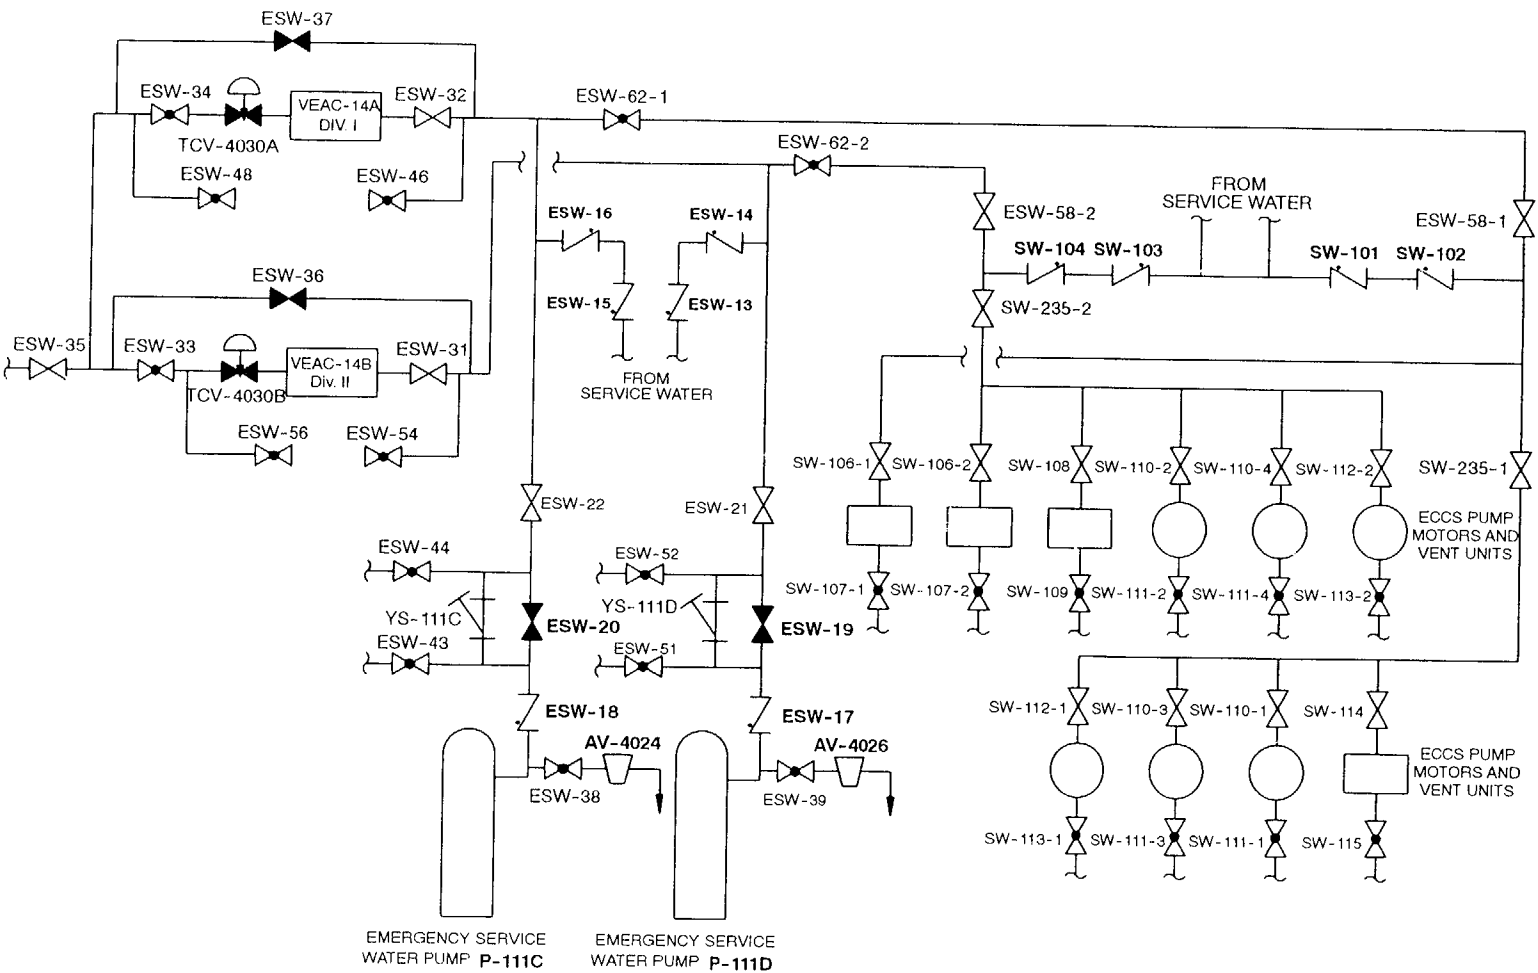 ESW-37
ESW-34
VEAC-14A
DIV. I
ESW-32
ESW-62-1
TCV-4030A
ESW-62-2
ESW-48
ESW-46
FROM
SERVICE WATER
ESW-16
ESW-14
ESW-58-2
ESW-58-1
SW-104
SW-103
SW-101
SW-102
ESW-36
ESW-15
ESW-13
SW-235-2
ESW-35
ESW-33
VEAC-14B
Div. II
ESW-31
TCV-4030B
FROM
SERVICE WATER
ESW-56
ESW-54
SW-106-1
SW-106-2
SW-108
SW-110-2
SW-110-4
SW-112-2
SW-235-1
ESW-22
ESW-21
ECCS PUMP
MOTORS AND
VENT UNITS
ESW-44
ESW-52
SW-107-1
SW-107-2
SW-109
SW-111-2
SW-111-4
SW-113-2
YS-111C
ESW-20
YS-111D
ESW-19
ESW-43
ESW-51
ESW-18
ESW-17
SW-112-1
SW-110-3
SW-110-1
SW-114
AV-4024
AV-4026
ECCS PUMP
MOTORS AND
VENT UNITS
ESW-38
ESW-39
SW-113-1
SW-111-3
SW-111-1
SW-115
EMERGENCY SERVICE
WATER PUMP P-111C
EMERGENCY SERVICE
WATER PUMP P-111D